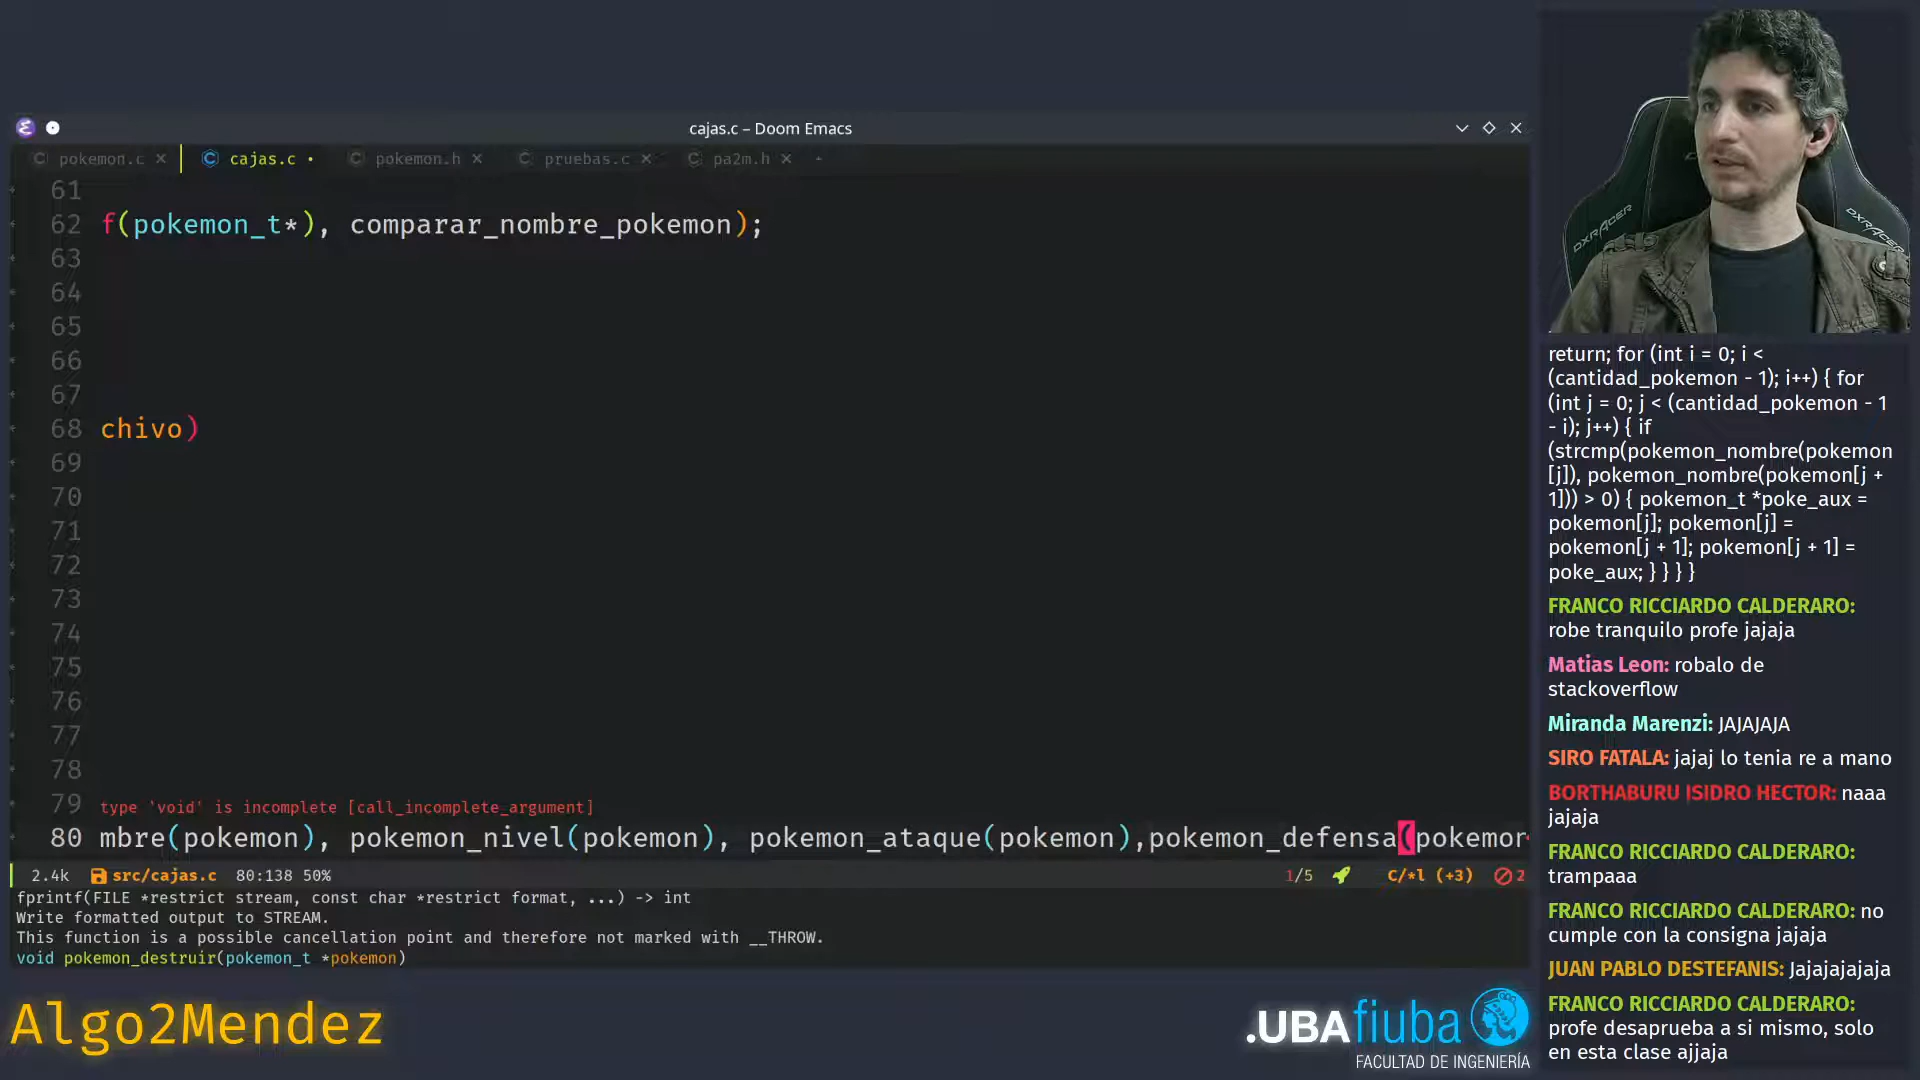 cajas.c – Doom Emacs
pokemon.c
cajas.c
pokemon.h
pruebas.c
pa2m.h
61
62 f(pokemon_t*), comparar_nombre_pokemon);
63
64
65
66
67
68 chivo)
69
70
71
72
73
74
75
76
77
78
79 type 'void' is incomplete [call_incomplete_argument]
80 mbre(pokemon), pokemon_nivel(pokemon), pokemon_ataque(pokemon),pokemon_defensa(pokemon
2.4k src/cajas.c 80:138 50% 1/5 C/*l (+3) 2
fprintf(FILE *restrict stream, const char *restrict format, ...) -> int
Write formatted output to STREAM.
This function is a possible cancellation point and therefore not marked with __THROW.
void pokemon_destruir(pokemon_t *pokemon)
Algo2Mendez
.UBAfiuba
FACULTAD DE INGENIERÍA
DXRACER
DXRACER
return; for (int i = 0; i <
(cantidad_pokemon - 1); i++) { for
(int j = 0; j < (cantidad_pokemon - 1
- i); j++) { if
(strcmp(pokemon_nombre(pokemon
[j]), pokemon_nombre(pokemon[j +
1])) > 0) { pokemon_t *poke_aux =
pokemon[j]; pokemon[j] =
pokemon[j + 1]; pokemon[j + 1] =
poke_aux; } } } }
FRANCO RICCIARDO CALDERARO:
robe tranquilo profe jajaja
Matias Leon: robalo de
stackoverflow
Miranda Marenzi: JAJAJAJA
SIRO FATALA: jajaj lo tenia re a mano
BORTHABURU ISIDRO HECTOR: naaa
jajaja
FRANCO RICCIARDO CALDERARO:
trampaaa
FRANCO RICCIARDO CALDERARO: no
cumple con la consigna jajaja
JUAN PABLO DESTEFANIS: Jajajajajaja
FRANCO RICCIARDO CALDERARO:
profe desaprueba a si mismo, solo
en esta clase ajjaja